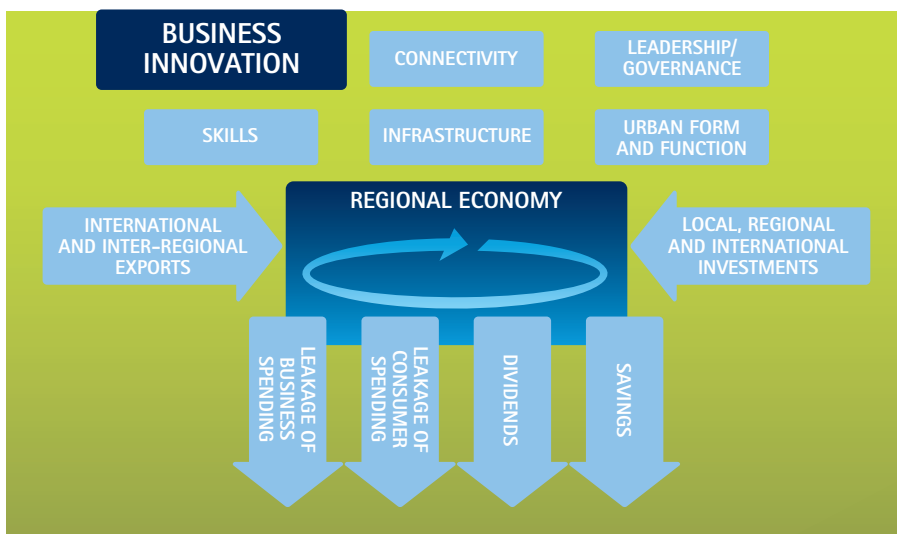 BUSINESS
INNOVATION
CONNECTIVITY
LEADERSHIP/
GOVERNANCE
SKILLS
INFRASTRUCTURE
URBAN FORM
AND FUNCTION
REGIONAL ECONOMY
INTERNATIONAL
AND INTER-REGIONAL
EXPORTS
LOCAL, REGIONAL
AND INTERNATIONAL
INVESTMENTS
LEAKAGE OF
BUSINESS
SPENDING
LEAKAGE OF
CONSUMER
SPENDING
DIVIDENDS
SAVINGS